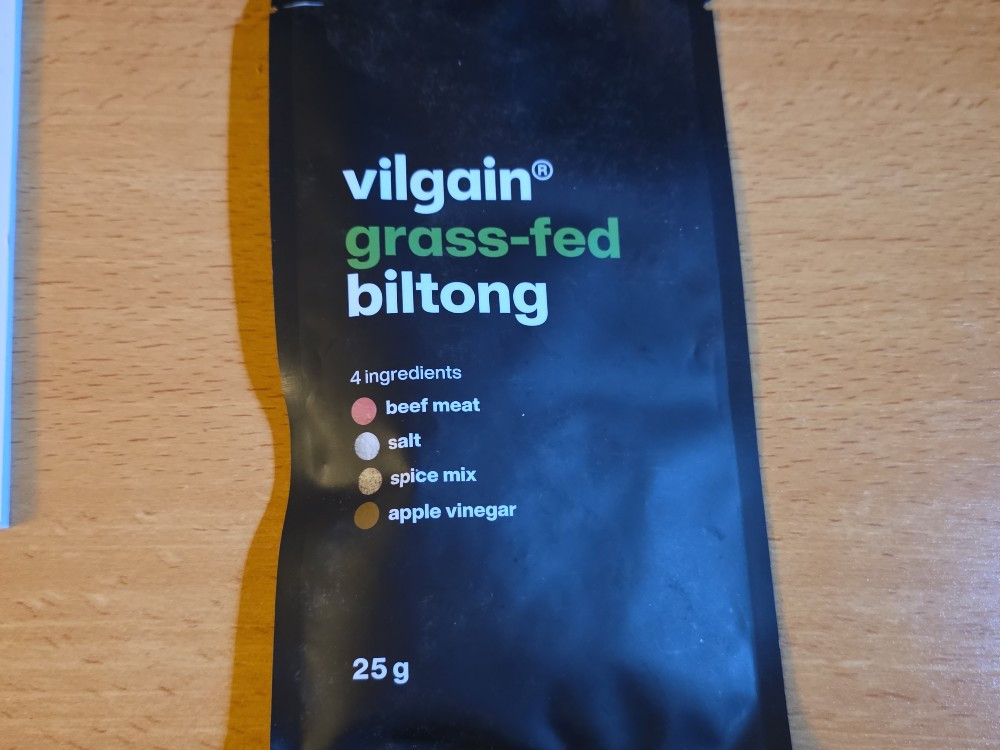 vilgain®
grass-fed
biltong
4 ingredients
beef meat
salt
spice mix
apple vinegar
25 g